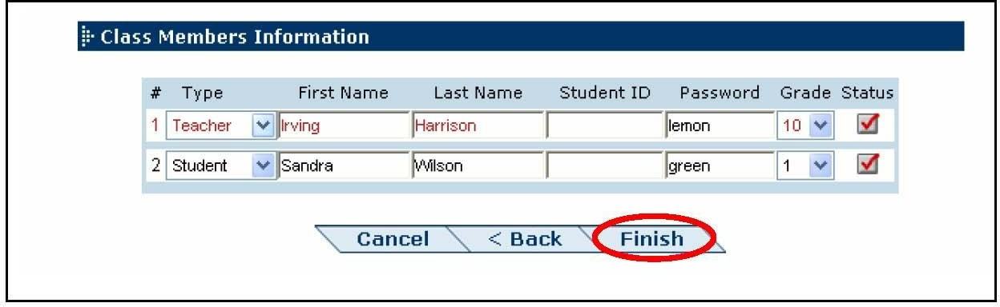 Class Members Information
# Type First Name Last Name Student ID Password Grade Status
1 Teacher Irving Harrison lemon 10
2 Student Sandra Wilson green 1
Cancel < Back Finish